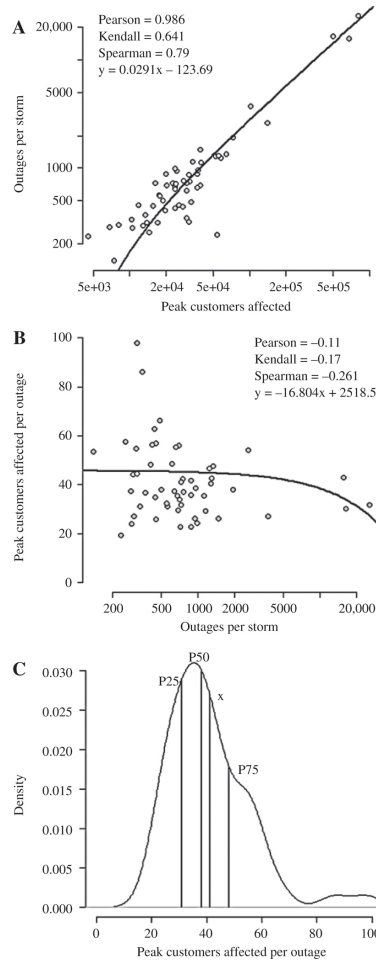 A
Pearson = 0.986
Kendall = 0.641
Spearman = 0.79
y = 0.0291x – 123.69
20,000
5000
1000
500
200
Outages per storm
5e+03
2e+04
5e+04
2e+05
5e+05
Peak customers affected
B
Pearson = –0.11
Kendall = –0.17
Spearman = –0.261
y = –16.804x + 2518.5
100
80
60
40
20
0
Peak customers affected per outage
200
500
1000
2000
5000
20,000
Outages per storm
C
P50
P25
x
P75
0.030
0.025
0.020
0.015
0.010
0.005
0.000
Density
0
20
40
60
80
100
Peak customers affected per outage